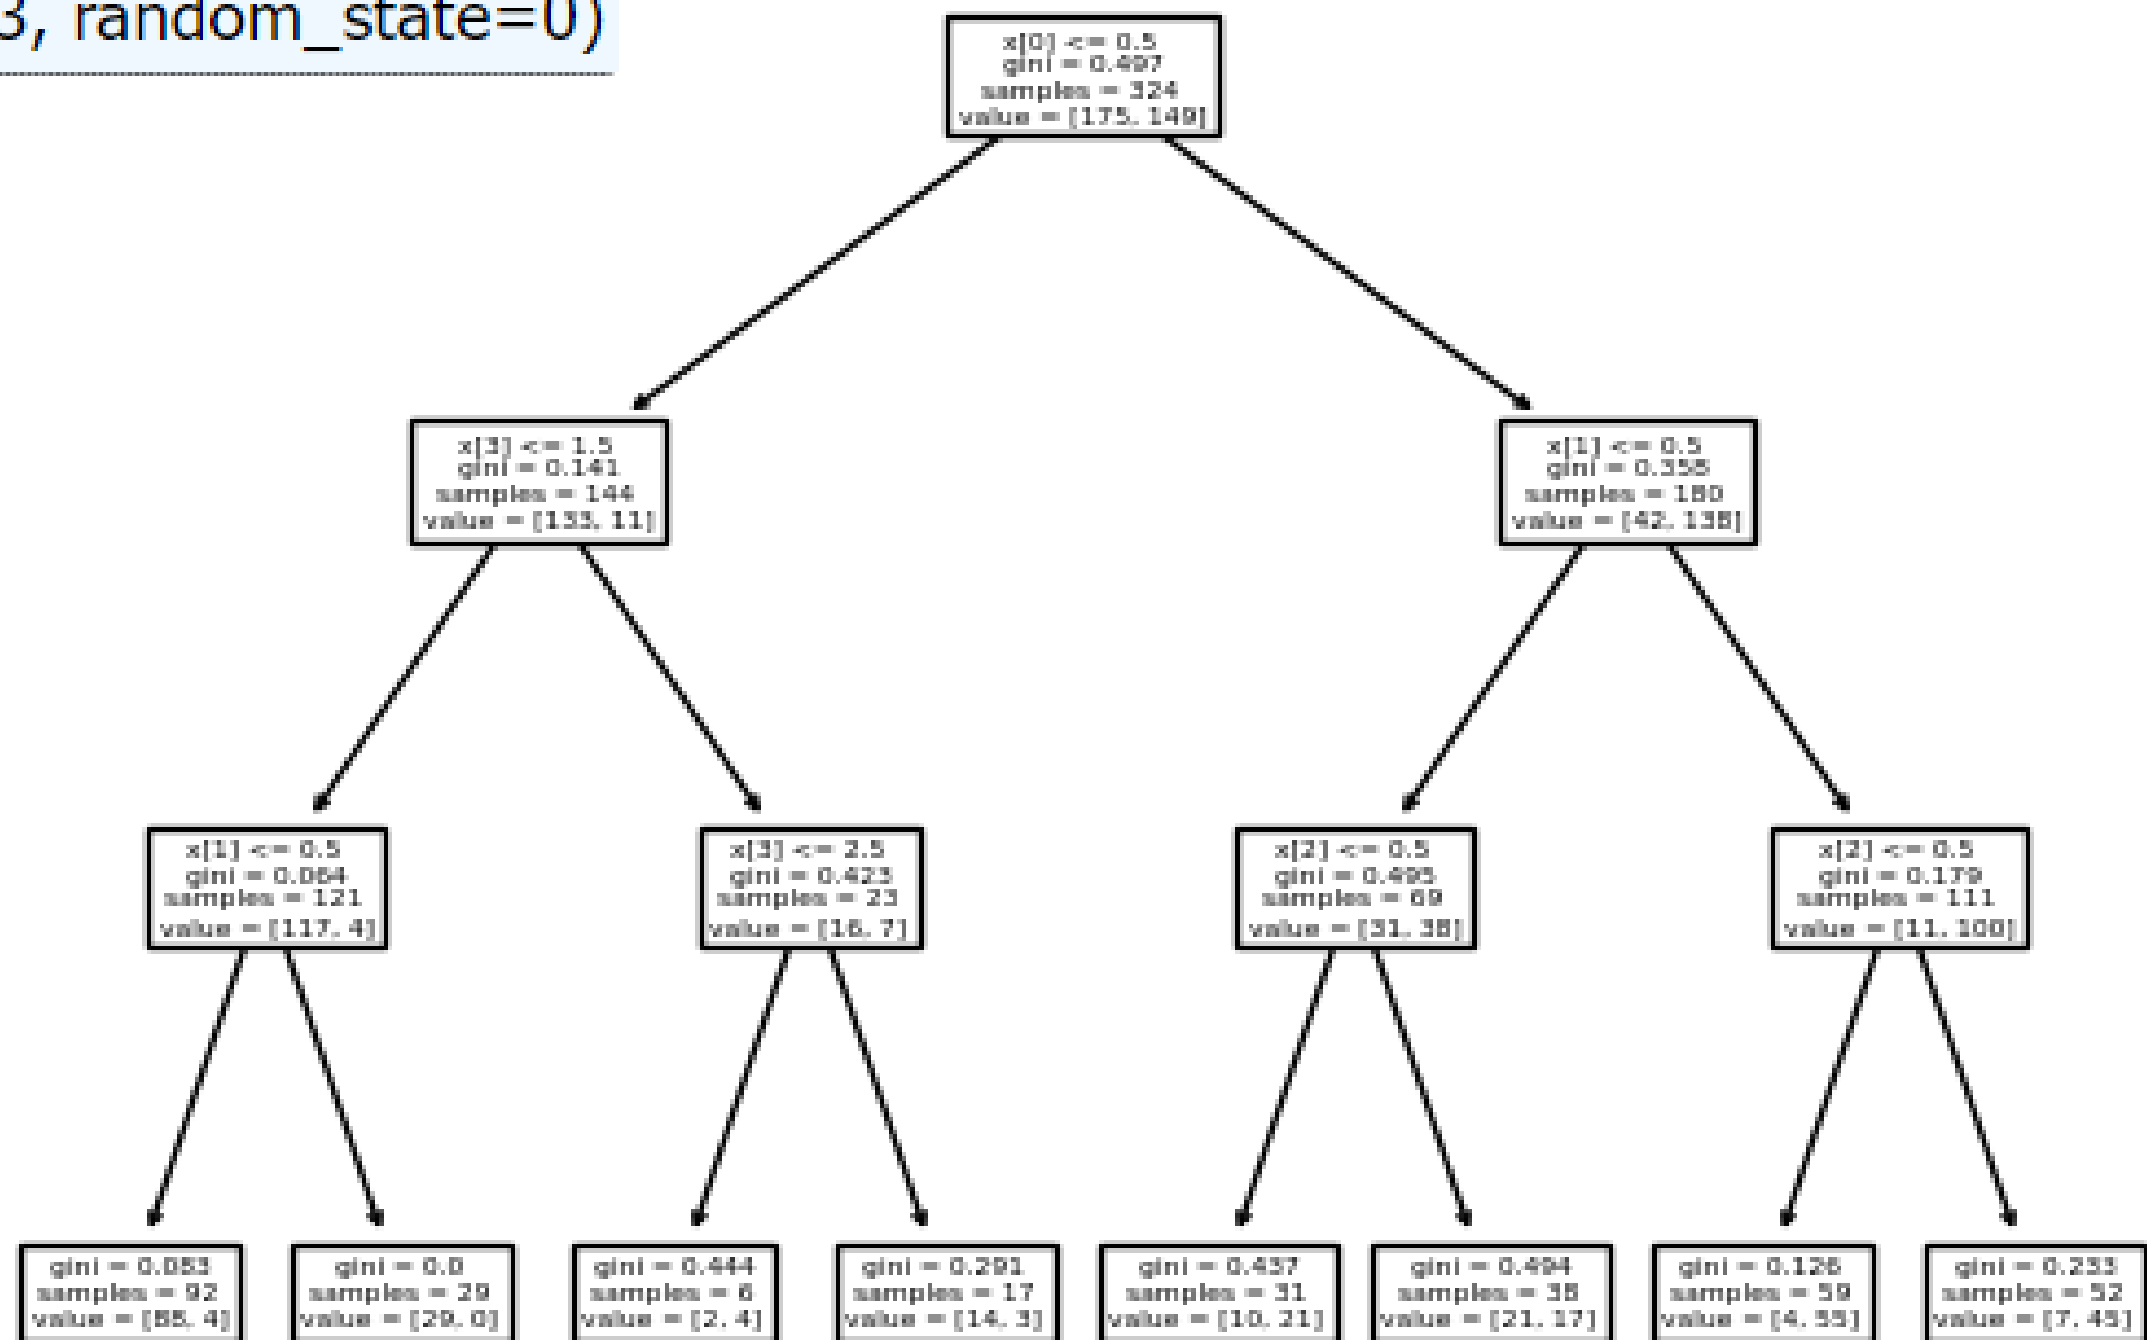 3, random_state=0)
x[0] <= 0.5
gini = 0.497
samples = 324
value = [175, 149]
x[3] <= 1.5
gini = 0.141
samples = 144
value = [133, 11]
x[1] <= 0.5
gini = 0.358
samples = 180
value = [42, 138]
x[1] <= 0.5
gini = 0.064
samples = 121
value = [117, 4]
x[3] <= 2.5
gini = 0.423
samples = 23
value = [16, 7]
x[2] <= 0.5
gini = 0.495
samples = 69
value = [31, 38]
x[2] <= 0.5
gini = 0.179
samples = 111
value = [11, 100]
gini = 0.083
samples = 92
value = [88, 4]
gini = 0.0
samples = 29
value = [29, 0]
gini = 0.444
samples = 6
value = [2, 4]
gini = 0.291
samples = 17
value = [14, 3]
gini = 0.437
samples = 31
value = [10, 21]
gini = 0.494
samples = 38
value = [21, 17]
gini = 0.126
samples = 59
value = [4, 55]
gini = 0.233
samples = 52
value = [7, 45]